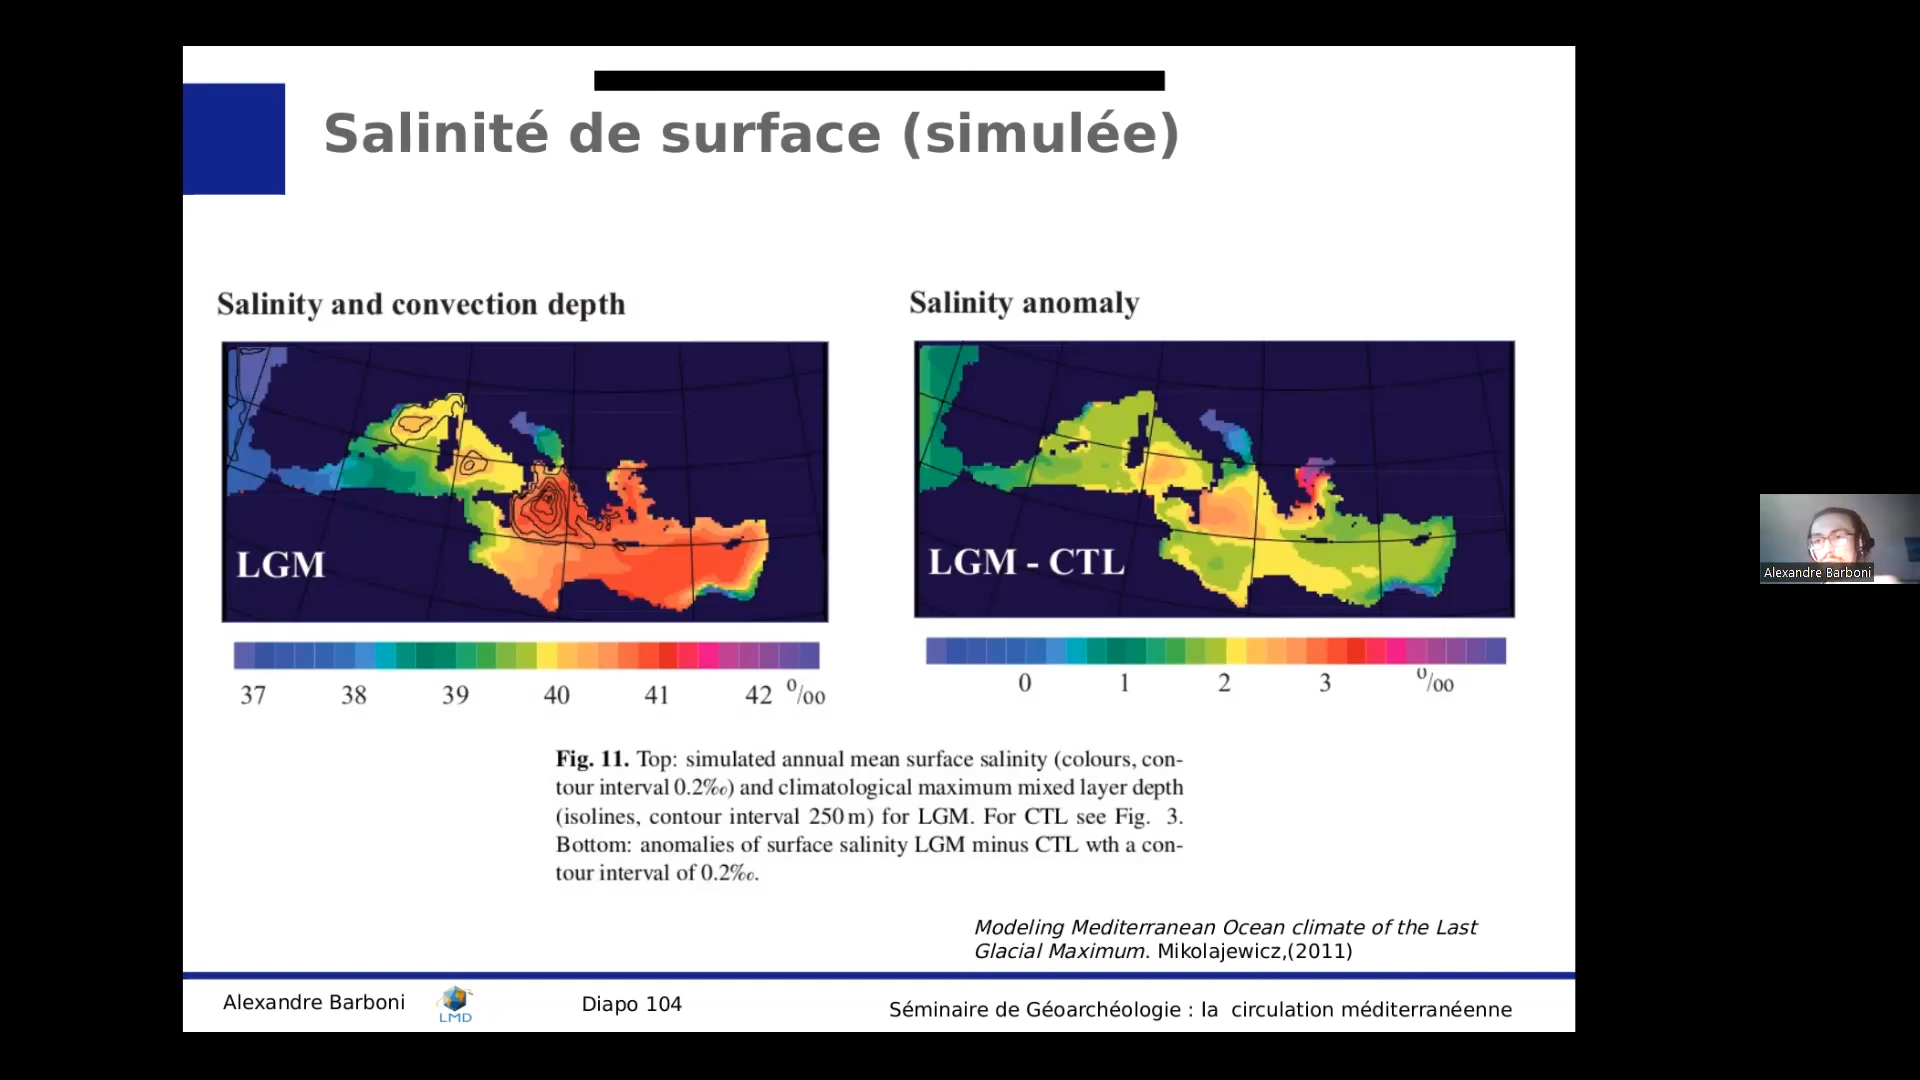 Salinité de surface (simulée)
Salinity and convection depth
LGM
37 38 39 40 41 42 o/oo
Salinity anomaly
LGM - CTL
0 1 2 3 o/oo
Fig. 11. Top: simulated annual mean surface salinity (colours, con-
tour interval 0.2‰) and climatological maximum mixed layer depth
(isolines, contour interval 250 m) for LGM. For CTL see Fig. 3.
Bottom: anomalies of surface salinity LGM minus CTL wth a con-
tour interval of 0.2‰.
Modeling Mediterranean Ocean climate of the Last
Glacial Maximum. Mikolajewicz,(2011)
Alexandre Barboni
LMD
Diapo 104
Séminaire de Géoarchéologie : la circulation méditerranéenne
Alexandre Barboni